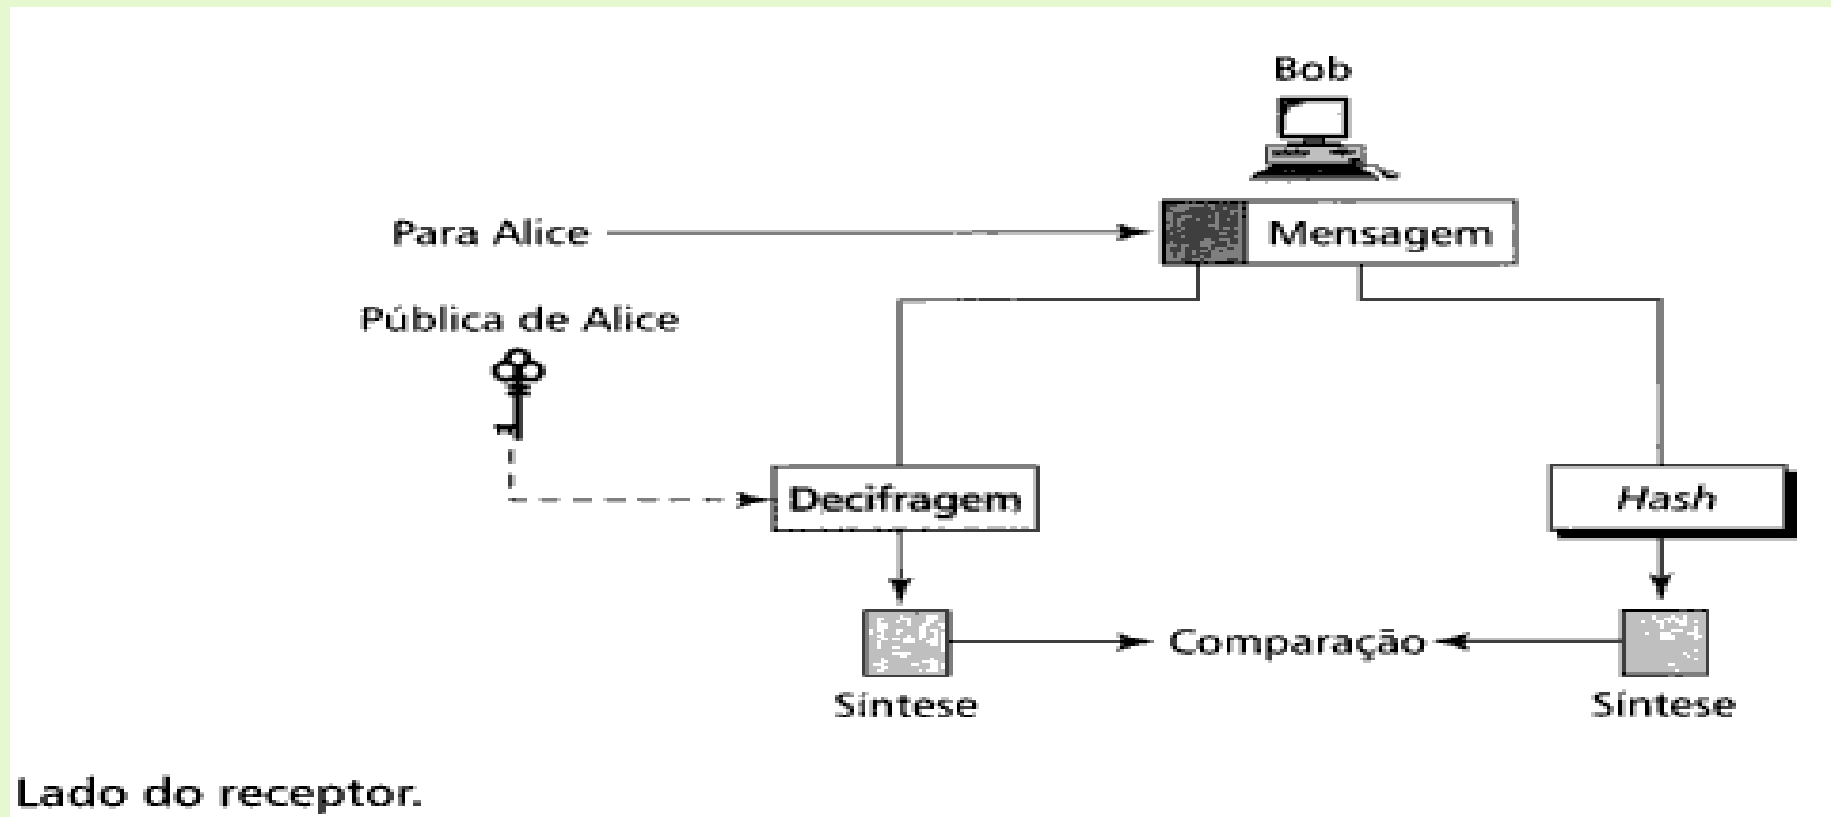 Bob
Para Alice
Mensagem
Pública de Alice
Decifragem
Hash
Comparação
Síntese
Síntese
Lado do receptor.